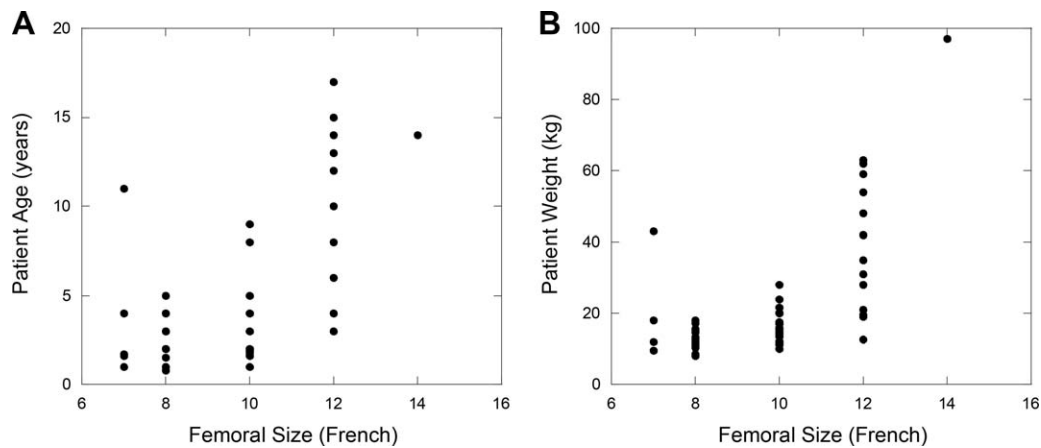 A
B
Patient Age (years)
20
15
10
5
0
6 8 10 12 14 16
Femoral Size (French)
Patient Weight (kg)
100
80
60
40
20
0
6 8 10 12 14 16
Femoral Size (French)